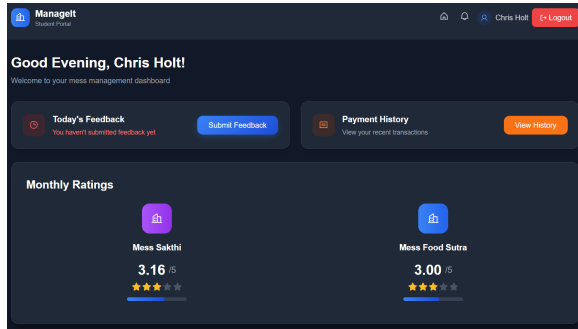 ManageIt
Student Portal
Chris Holt
Logout
Good Evening, Chris Holt!
Welcome to your mess management dashboard
Today's Feedback
You haven't submitted feedback yet
Submit Feedback
Payment History
View your recent transactions
View History
Monthly Ratings
Mess Sakthi
3.16 /5
Mess Food Sutra
3.00 /5